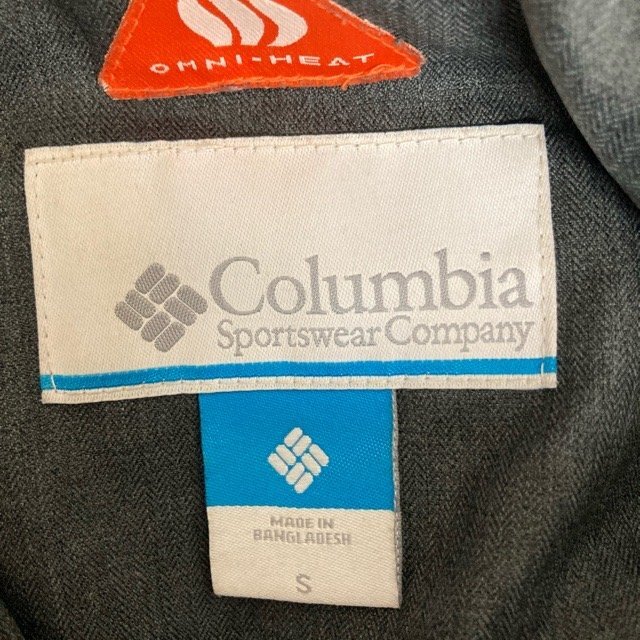 OMNI-HEAT
Columbia
Sportswear Company
MADE IN
BANGLADESH
S